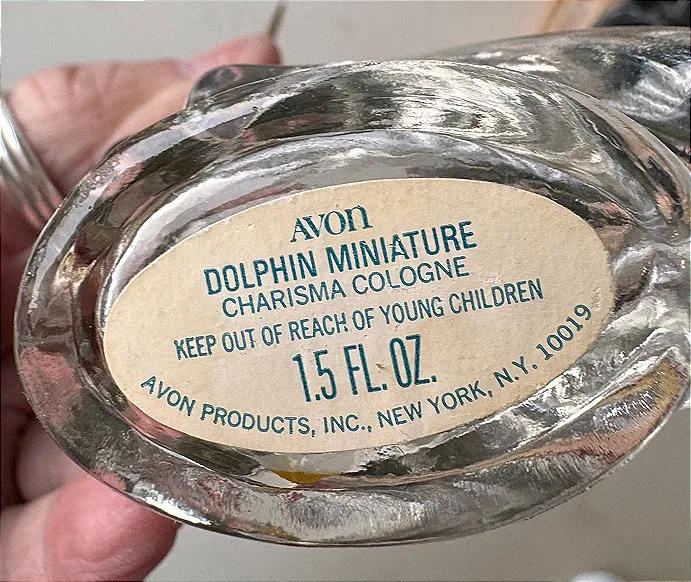 AVON
DOLPHIN MINIATURE
CHARISMA COLOGNE
KEEP OUT OF REACH OF YOUNG CHILDREN
1.5 FL. OZ.
AVON PRODUCTS, INC., NEW YORK, N.Y. 10019